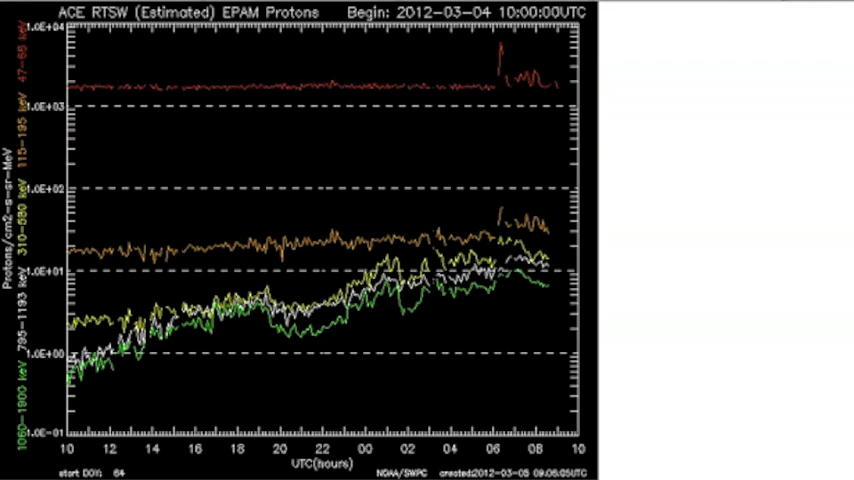 ACE RTSW (Estimated) EPAM Protons Begin: 2012-03-04 10:00:00UTC
1.0E+04
1.0E+03
1.0E+02
1.0E+01
1.0E+00
1.0E-01
Protons/cm2-s-sr-MeV
1060-1900 keV 795-1193 keV 310-580 keV 115-195 keV 47-65 keV
10 12 14 16 18 20 22 00 02 04 06 08 10
UTC(hours)
start DOY: 64 NOAA/SWPC created:2012-03-05 09:06:05UTC